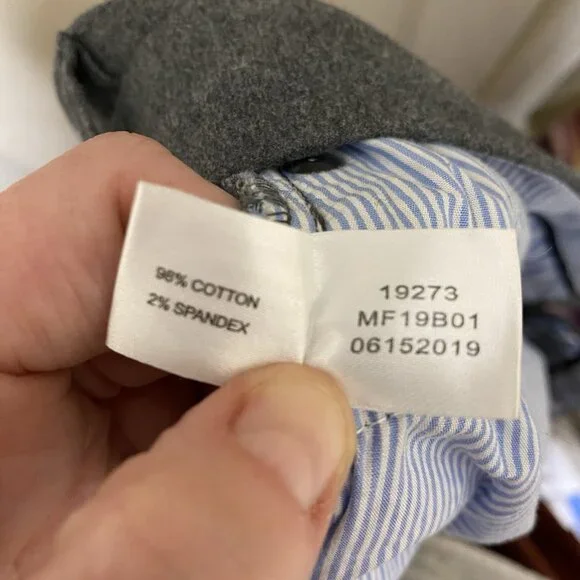 98% COTTON
2% SPANDEX
19273
MF19B01
06152019